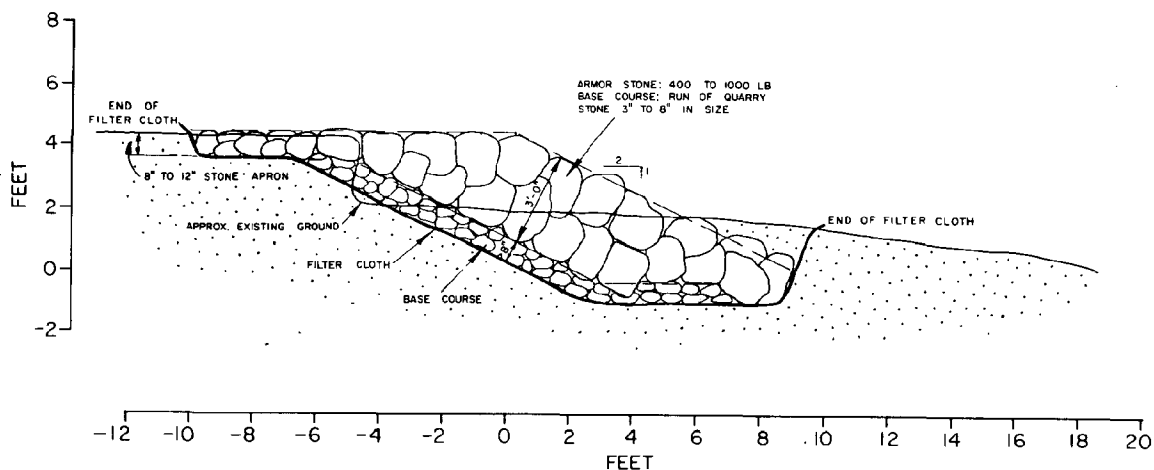 8
6
4
2
0
-2
FEET
ARMOR STONE: 400 TO 1000 LB
BASE COURSE: RUN OF QUARRY
STONE 3" TO 8" IN SIZE
END OF
FILTER CLOTH
2
1
3'-0"
8" TO 12" STONE APRON
END OF FILTER CLOTH
APPROX. EXISTING GROUND
8"
FILTER CLOTH
BASE COURSE
-12 -10 -8 -6 -4 -2 0 2 4 6 8 10 12 14 16 18 20
FEET